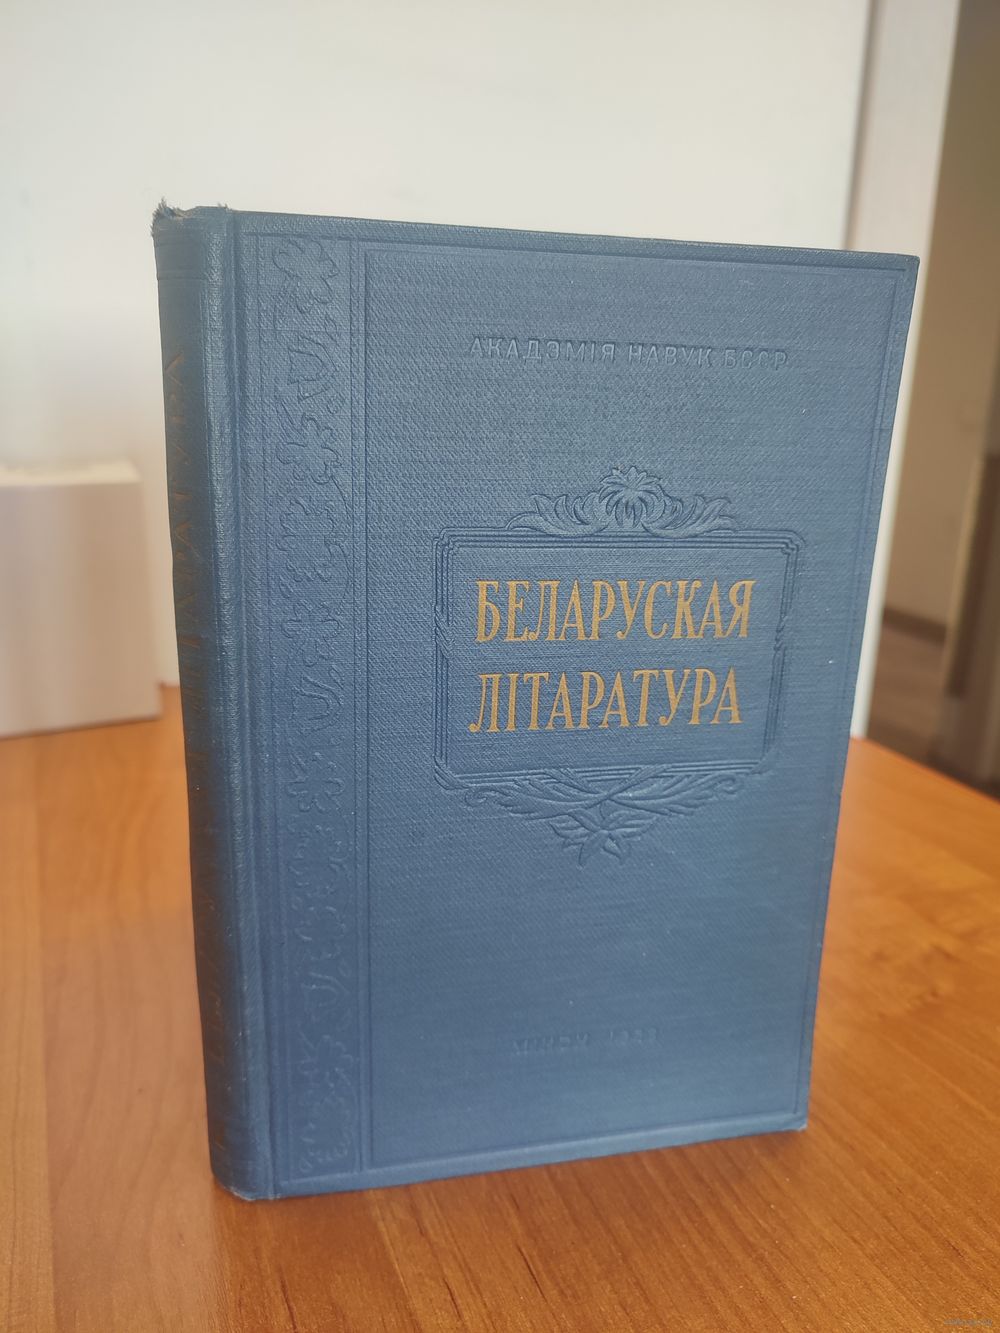 АКАДЭМІЯ НАВУК БССР
БЕЛАРУСКАЯ
ЛІТАРАТУРА
МІНСК